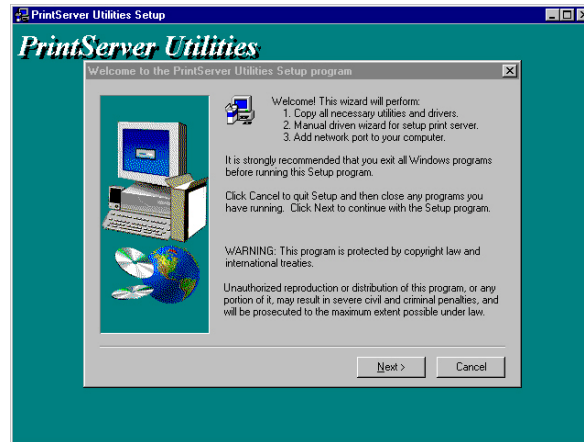 PrintServer Utilities Setup
PrintServer Utilities
Welcome to the PrintServer Utilities Setup program
Welcome! This wizard will perform:
1. Copy all necessary utilities and drivers.
2. Manual driven wizard for setup print server.
3. Add network port to your computer.
It is strongly recommended that you exit all Windows programs
before running this Setup program.
Click Cancel to quit Setup and then close any programs you
have running. Click Next to continue with the Setup program.
WARNING: This program is protected by copyright law and
international treaties.
Unauthorized reproduction or distribution of this program, or any
portion of it, may result in severe civil and criminal penalties, and
will be prosecuted to the maximum extent possible under law.
Next > Cancel